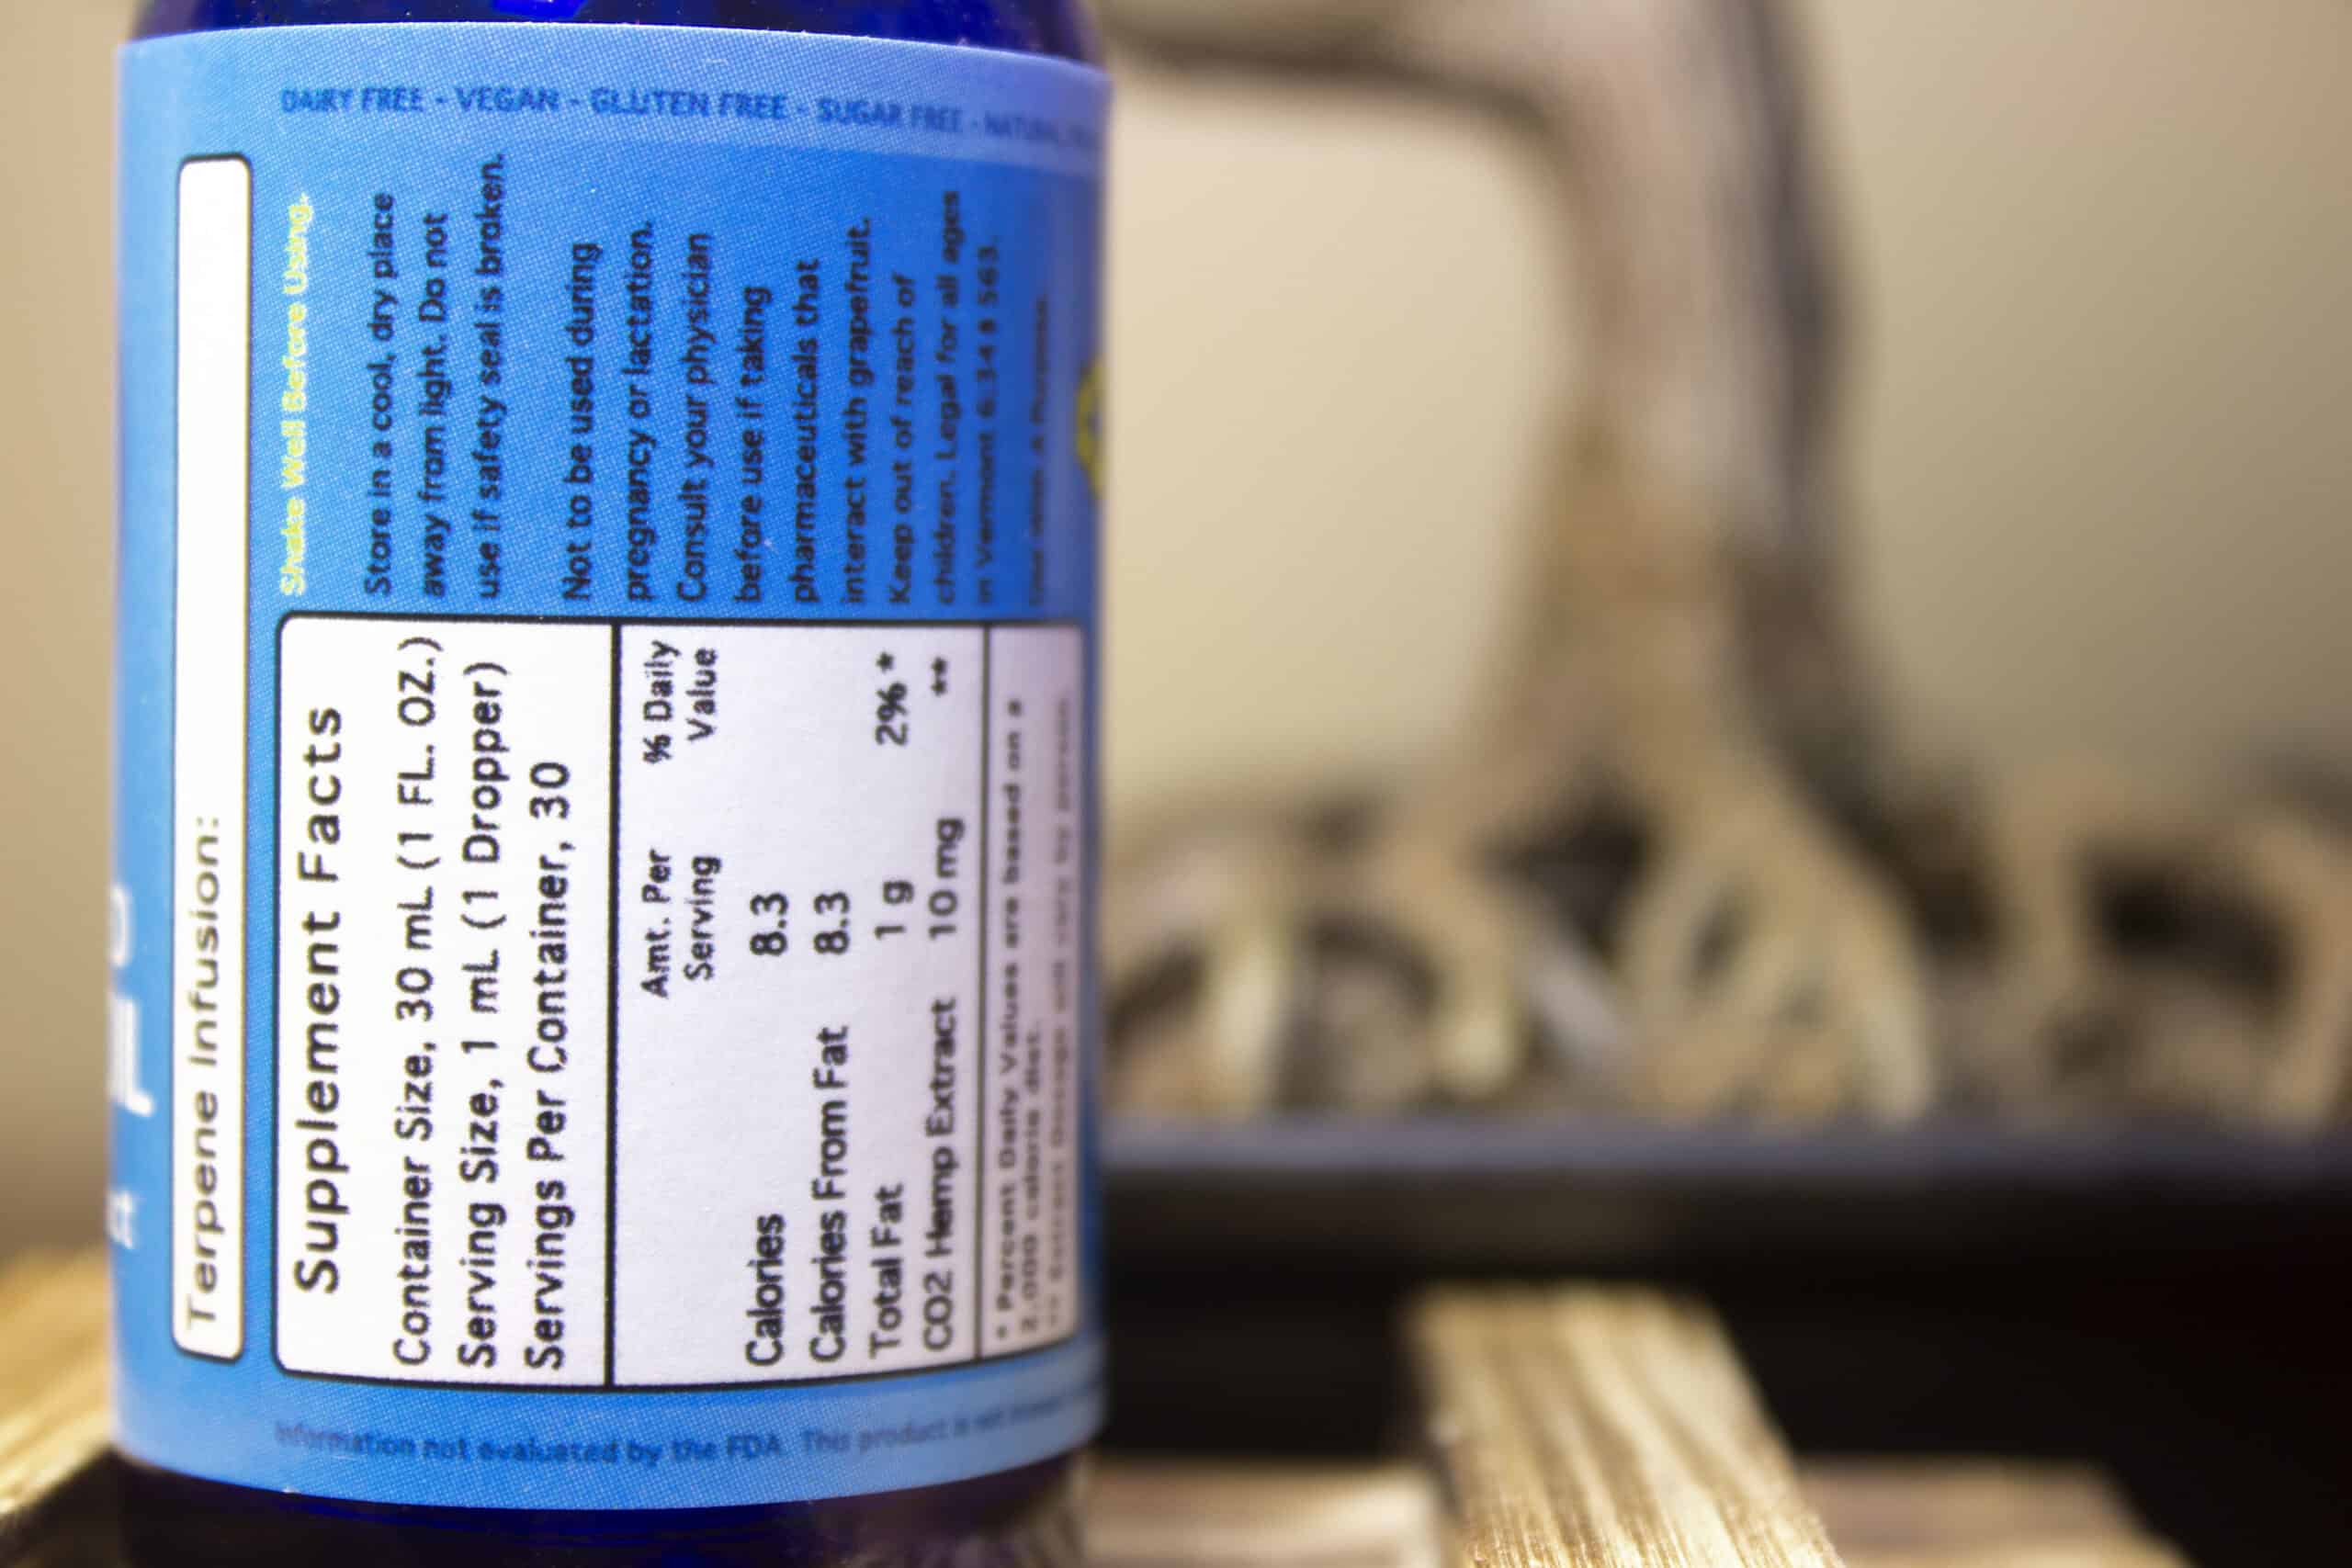 DAIRY FREE - VEGAN - GLUTEN FREE - SUGAR FREE - NATURAL
Terpene Infusion:
Shake Well Before Using.
Store in a cool, dry place
away from light. Do not
use if safety seal is broken.
Not to be used during
pregnancy or lactation.
Consult your physician
before use if taking
pharmaceuticals that
interact with grapefruit.
Keep out of reach of
children. Legal for all ages
in Vermont 6:34 § 563.
Supplement Facts
Container Size, 30 mL (1 FL. OZ.)
Serving Size, 1 mL (1 Dropper)
Servings Per Container, 30
Amt. Per Serving % Daily Value
Calories 8.3
Calories From Fat 8.3
Total Fat 1 g 2%*
CO2 Hemp Extract 10 mg **
* Percent Daily Values are based on a
2,000 calorie diet.
Information not evaluated by the FDA. This product is not